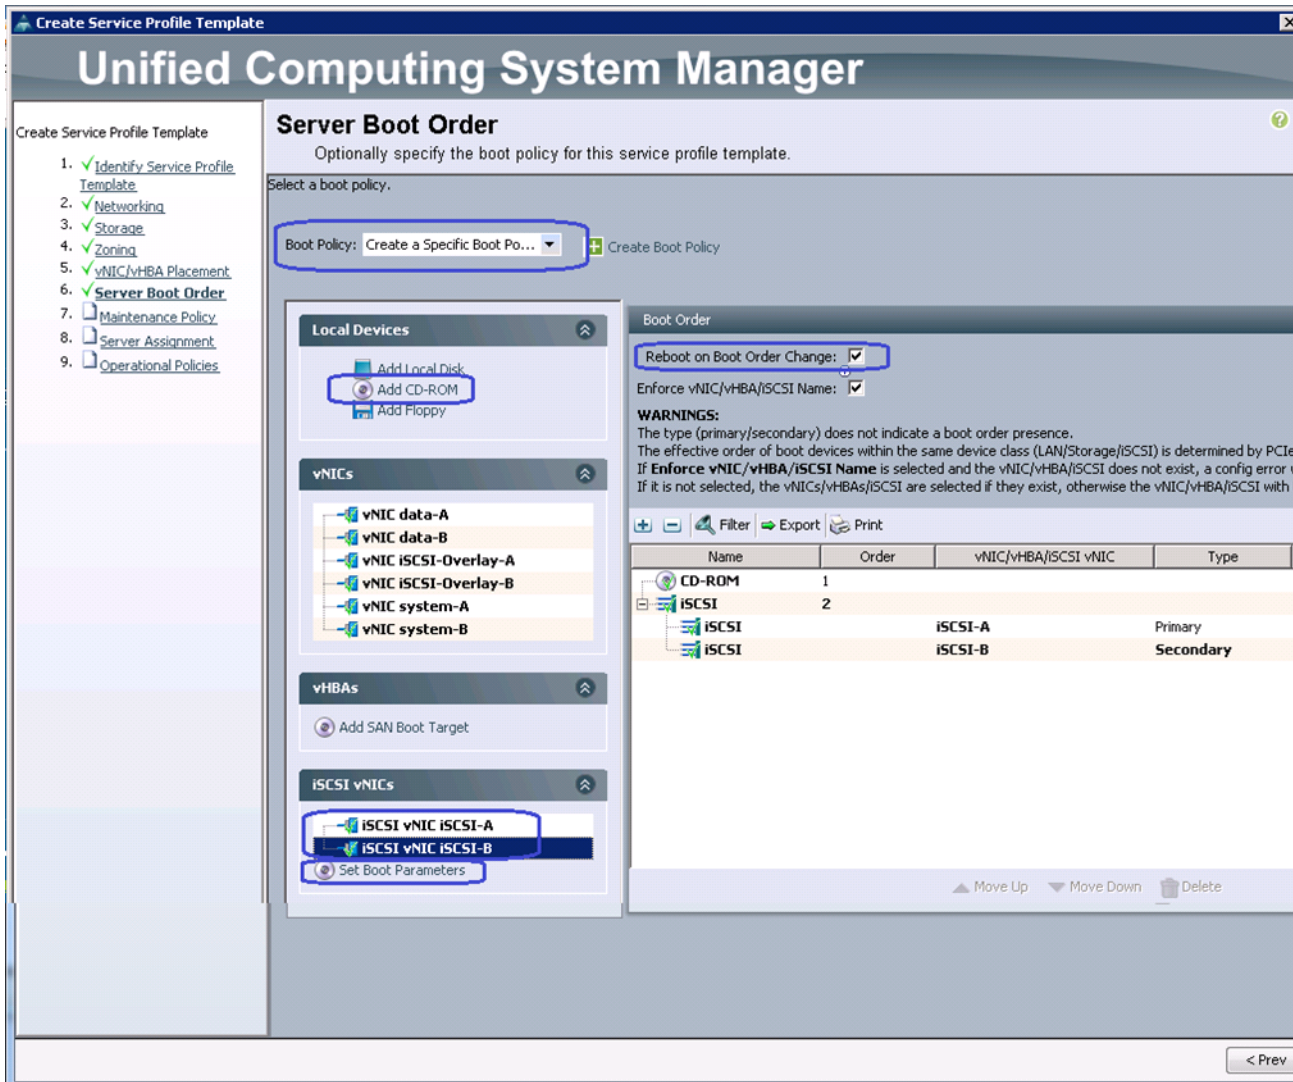 Create Service Profile Template
Unified Computing System Manager
Create Service Profile Template
1. Identify Service Profile
Template
2. Networking
3. Storage
4. Zoning
5. vNIC/vHBA Placement
6. Server Boot Order
7. Maintenance Policy
8. Server Assignment
9. Operational Policies
Server Boot Order
Optionally specify the boot policy for this service profile template.
Select a boot policy.
Boot Policy: Create a Specific Boot Po...
Create Boot Policy
Local Devices
Add Local Disk
Add CD-ROM
Add Floppy
vNICs
vNIC data-A
vNIC data-B
vNIC iSCSI-Overlay-A
vNIC iSCSI-Overlay-B
vNIC system-A
vNIC system-B
vHBAs
Add SAN Boot Target
iSCSI vNICs
iSCSI vNIC iSCSI-A
iSCSI vNIC iSCSI-B
Set Boot Parameters
Boot Order
Reboot on Boot Order Change:
Enforce vNIC/vHBA/iSCSI Name:
WARNINGS:
The type (primary/secondary) does not indicate a boot order presence.
The effective order of boot devices within the same device class (LAN/Storage/iSCSI) is determined by PCIe
If Enforce vNIC/vHBA/iSCSI Name is selected and the vNIC/vHBA/iSCSI does not exist, a config error
If it is not selected, the vNICs/vHBAs/iSCSI are selected if they exist, otherwise the vNIC/vHBA/iSCSI with
Filter Export Print
Name Order vNIC/vHBA/iSCSI vNIC Type
CD-ROM 1
iSCSI 2
iSCSI iSCSI-A Primary
iSCSI iSCSI-B Secondary
Move Up Move Down Delete
< Prev